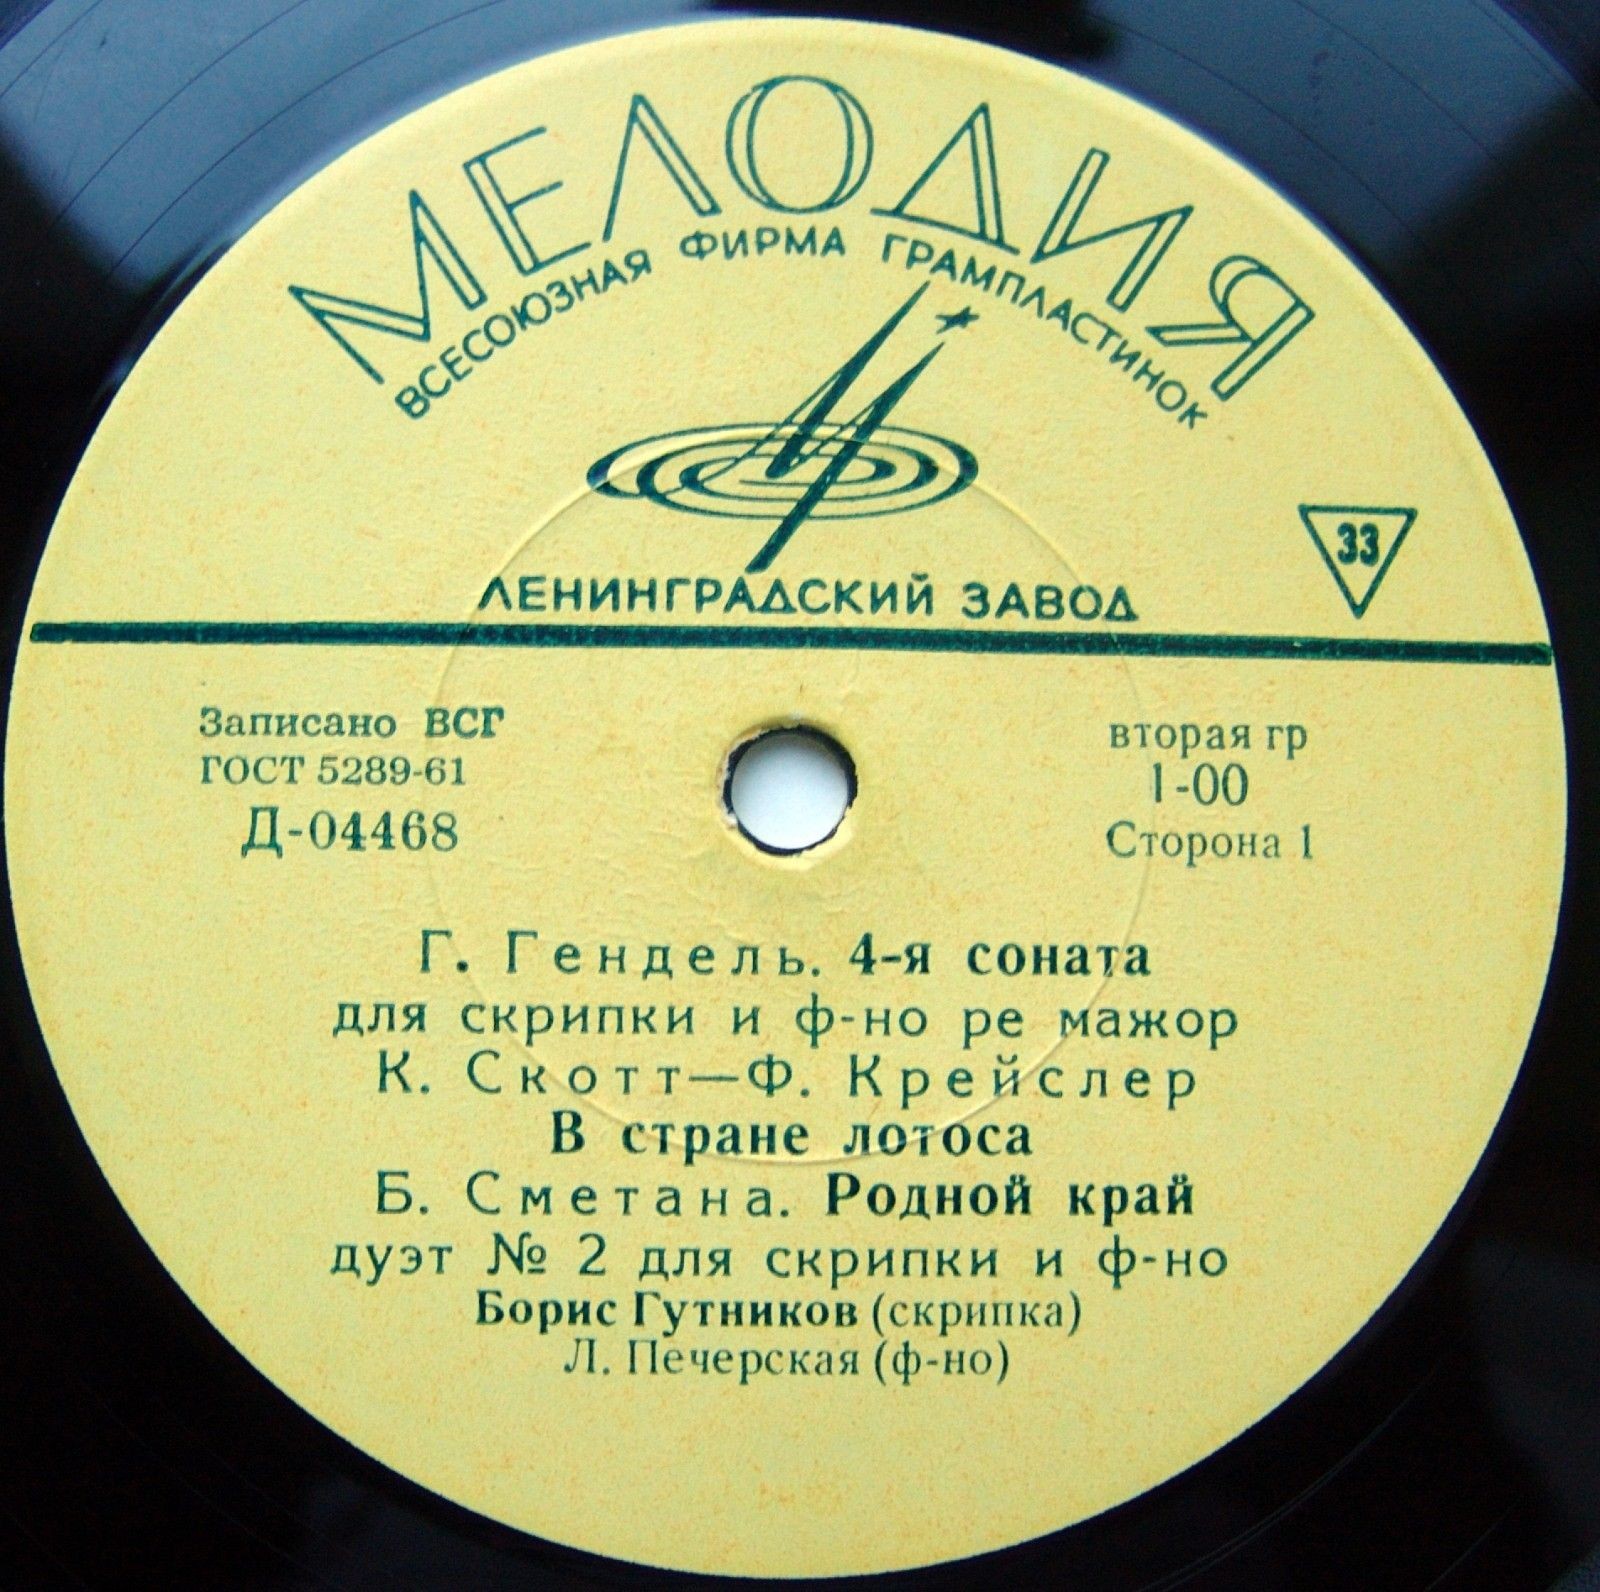 МЕЛОДИЯ
ВСЕСОЮЗНАЯ ФИРМА ГРАМПЛАСТИНОК
33
ЛЕНИНГРАДСКИЙ ЗАВОД
Записано ВСГ
ГОСТ 5289-61
Д-04468
вторая гр
1-00
Сторона 1
Г. Гендель. 4-я соната
для скрипки и ф-но ре мажор
К. Скотт—Ф. Крейслер
В стране лотоса
Б. Сметана. Родной край
дуэт № 2 для скрипки и ф-но
Борис Гутников (скрипка)
Л. Печерская (ф-но)